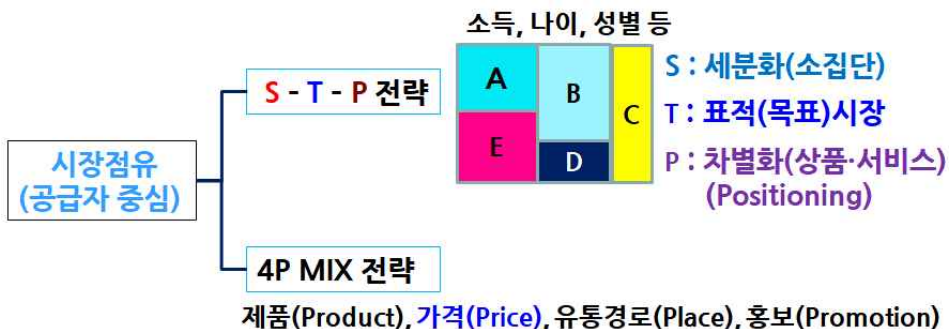 소득, 나이, 성별 등
S - T - P 전략
A
B
C
E
D
S : 세분화(소집단)
T : 표적(목표)시장
P : 차별화(상품·서비스)
(Positioning)
시장점유
(공급자 중심)
4P MIX 전략
제품(Product), 가격(Price), 유통경로(Place), 홍보(Promotion)